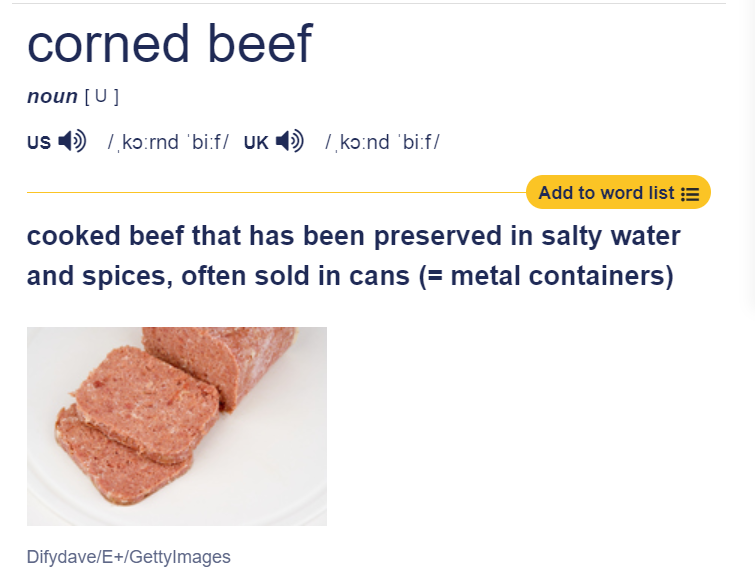 corned beef
noun [ U ]
US /ˌkɔːrnd ˈbiːf/ UK /ˌkɔːnd ˈbiːf/
Add to word list
cooked beef that has been preserved in salty water
and spices, often sold in cans (= metal containers)
Difydave/E+/GettyImages